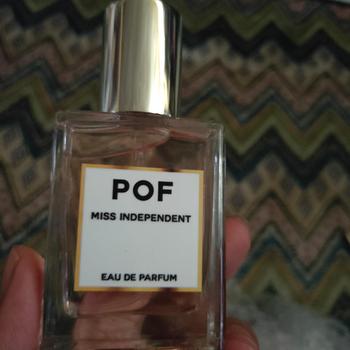 POF
MISS INDEPENDENT
EAU DE PARFUM